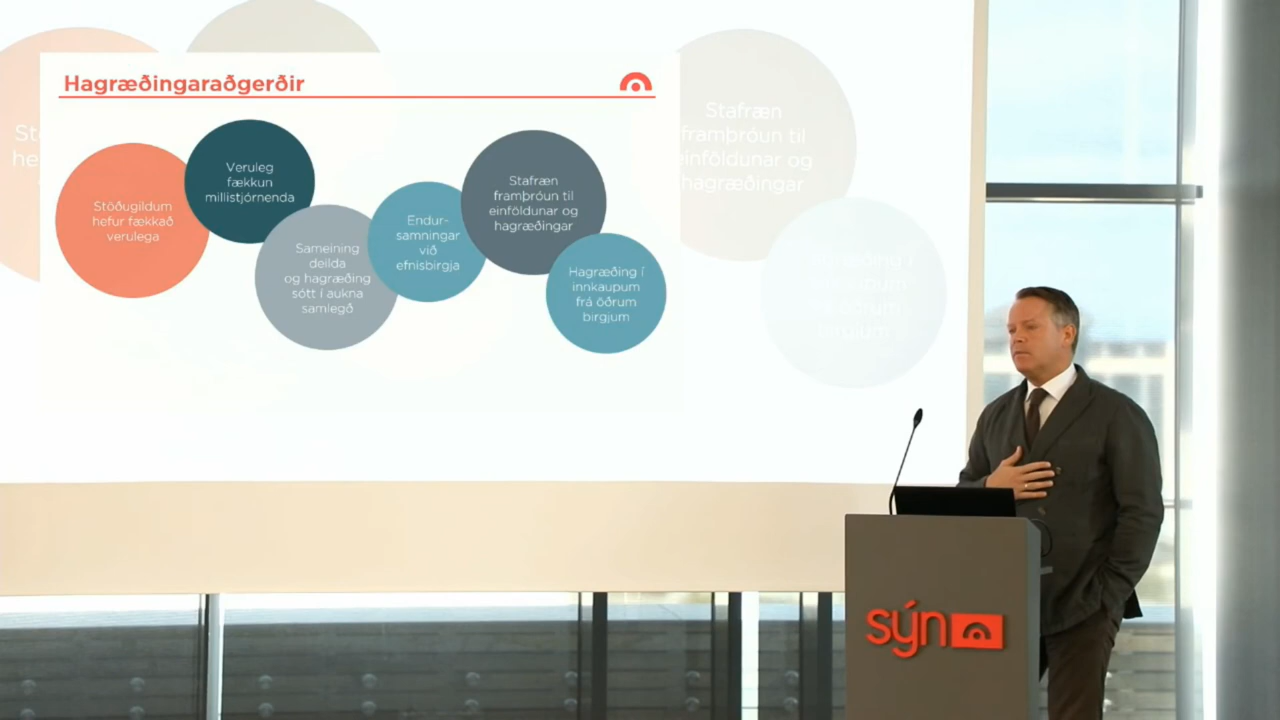 Hagræðingaraðgerðir
Stöðugildum
hefur fækkað
verulega
Veruleg
fækkun
millistjórnenda
Sameining
deilda
og hagræðing
sótt í aukna
samlegð
Endur-
samningar
við
efnisbirgja
Stafræn
framþróun til
einföldunar og
hagræðingar
Hagræðing í
innkaupum
frá öðrum
birgjum
Stafræn
framþróun til
einföldunar og
hagræðingar
sýn